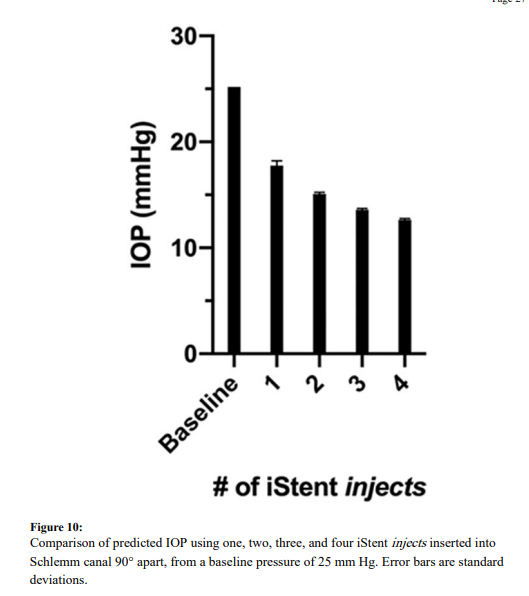 30
20
IOP (mmHg)
10
0
Baseline
1
2
3
4
# of iStent injects
Figure 10:
Comparison of predicted IOP using one, two, three, and four iStent injects inserted into
Schlemm canal 90° apart, from a baseline pressure of 25 mm Hg. Error bars are standard
deviations.